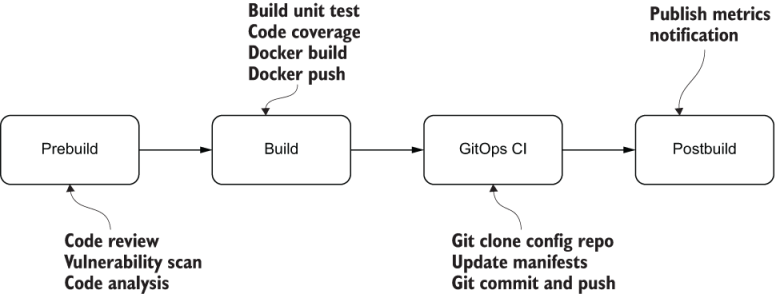 Build unit test
Code coverage
Docker build
Docker push
Publish metrics
notification
Prebuild
Build
GitOps CI
Postbuild
Code review
Vulnerability scan
Code analysis
Git clone config repo
Update manifests
Git commit and push